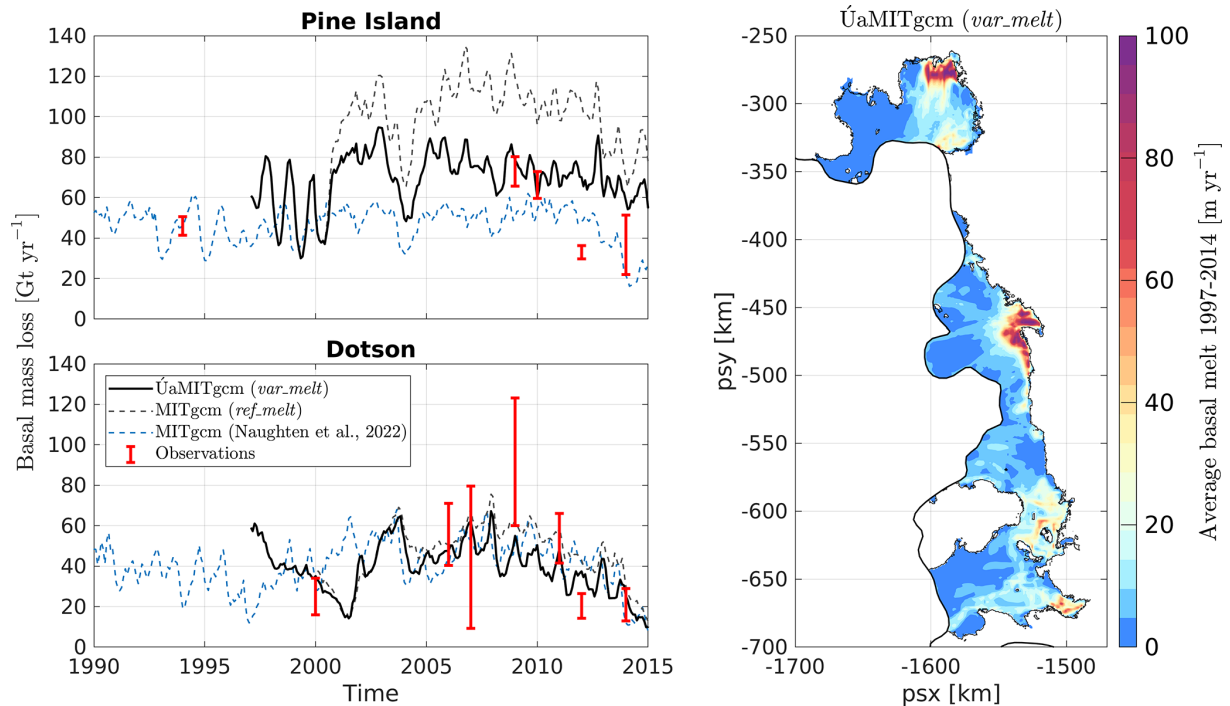 Pine Island
140
120
100
80
60
40
20
0
Basal mass loss [Gt yr⁻¹]
Dotson
140
120
100
80
60
40
20
0
ÚaMITgcm (var_melt)
MITgcm (ref_melt)
MITgcm (Naughten et al., 2022)
Observations
1990 1995 2000 2005 2010 2015
Time
ÚaMITgcm (var_melt)
-250
-300
-350
-400
-450
-500
-550
-600
-650
-700
psy [km]
-1700 -1600 -1500
psx [km]
100
80
60
40
20
0
Average basal melt 1997-2014 [m yr⁻¹]